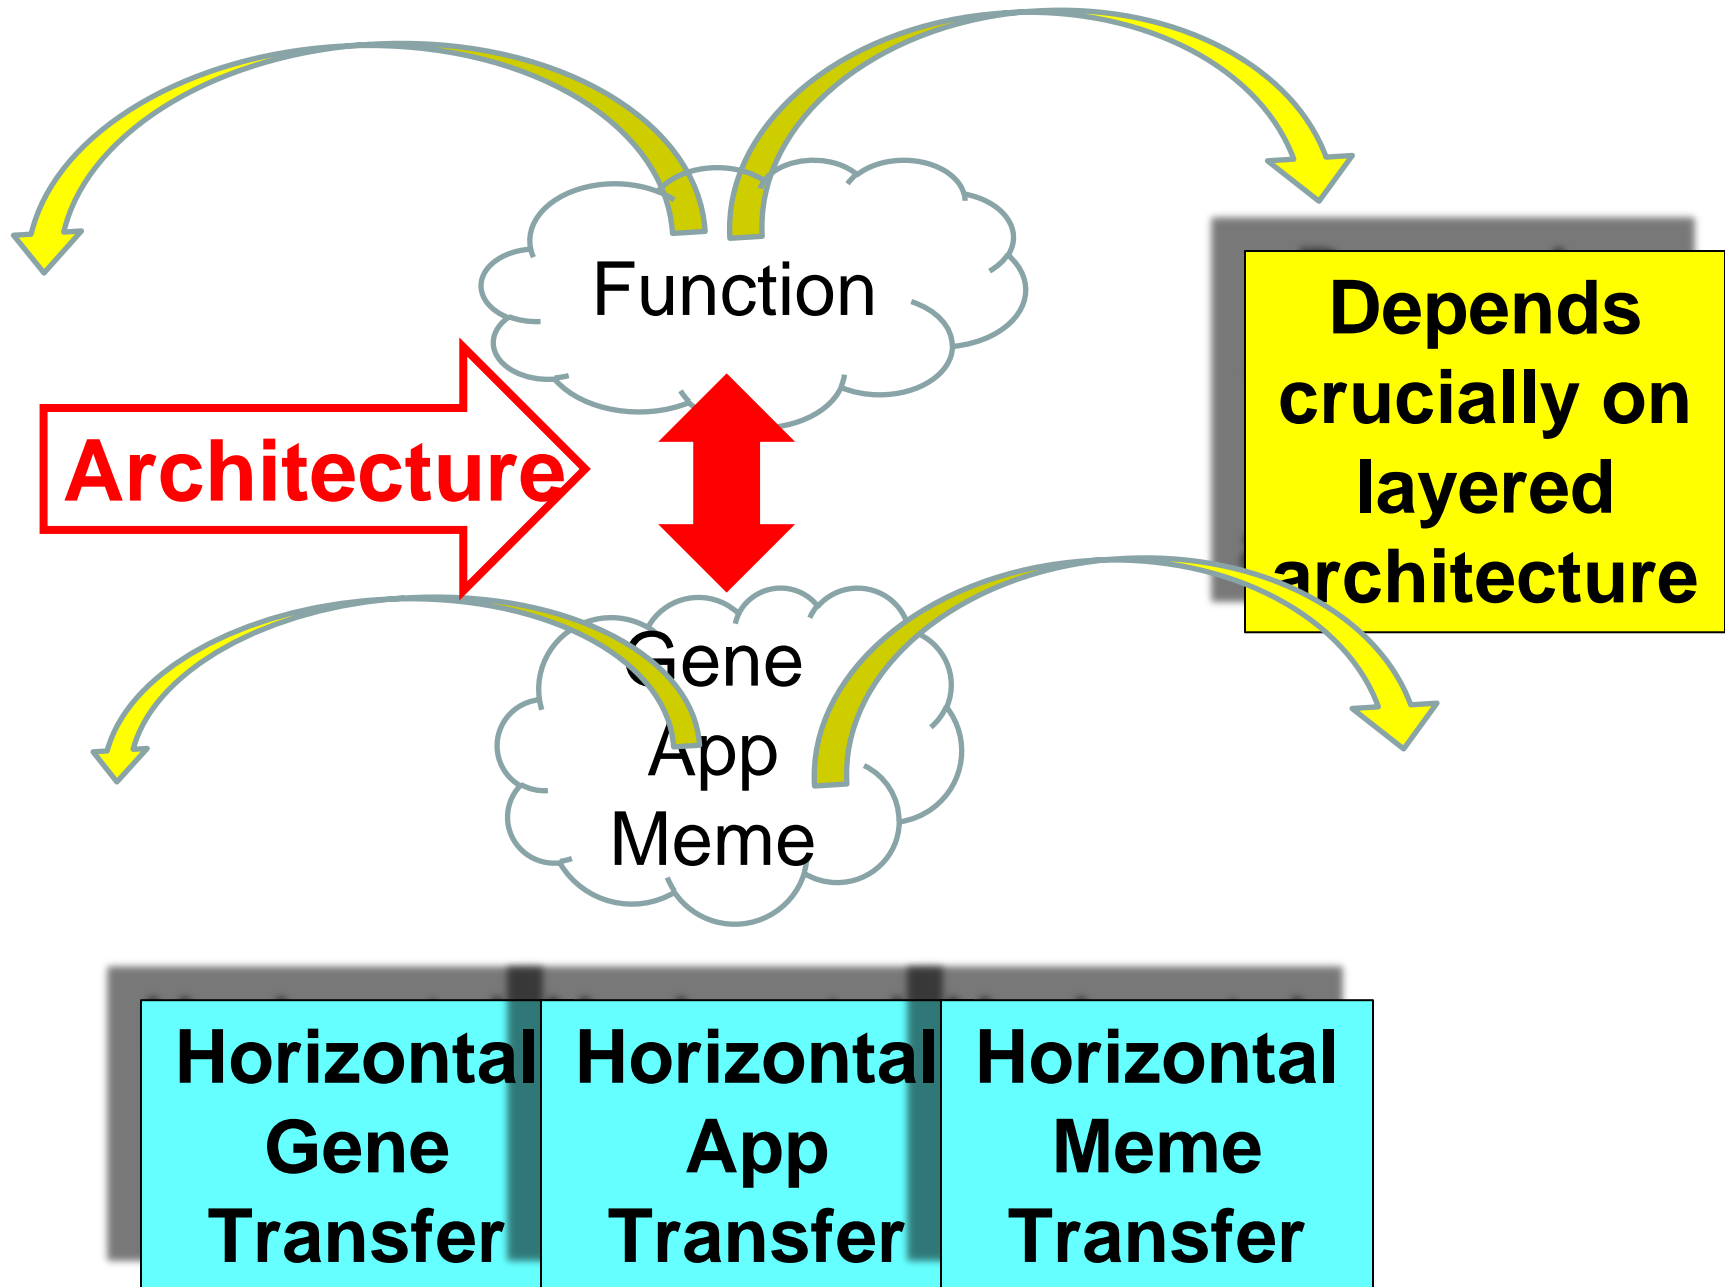 Function
Depends
crucially on
layered
architecture
Architecture
Gene
App
Meme
Horizontal
Gene
Transfer
Horizontal
App
Transfer
Horizontal
Meme
Transfer